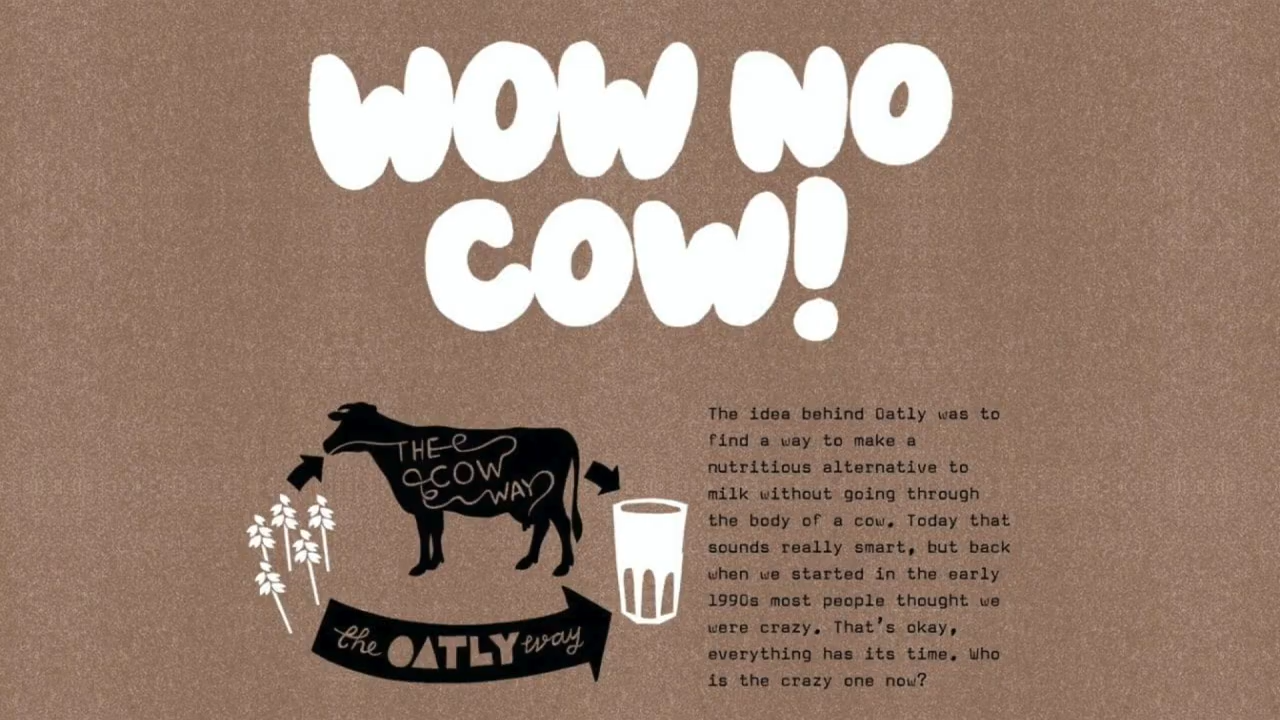 WOW NO
COW!
THE
COW
WAY
the OATLY way
The idea behind Oatly was to
find a way to make a
nutritious alternative to
milk without going through
the body of a cow. Today that
sounds really smart, but back
when we started in the early
1990s most people thought we
were crazy. That's okay,
everything has its time. Who
is the crazy one now?